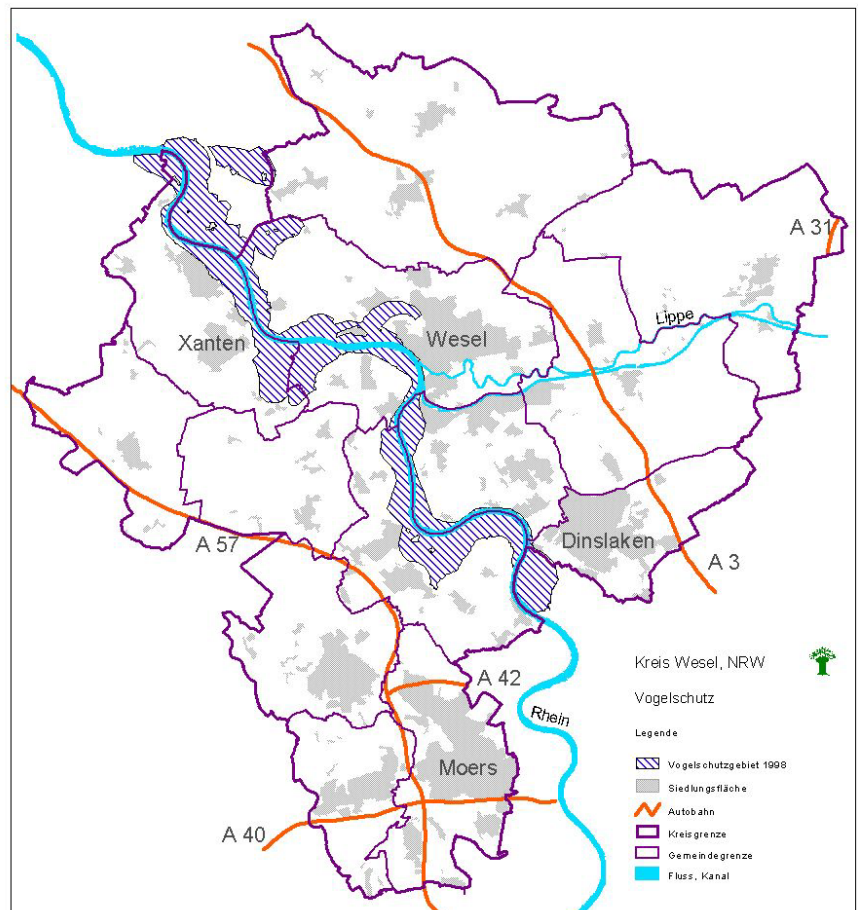 A 31
Lippe
Xanten
Wesel
A 57
Dinslaken
A 3
Kreis Wesel, NRW
A 42
Vogelschutz
Rhein
Legende
Moers
Vogelschutzgebiet 1998
Siedlungsfläche
Autobahn
A 40
Kreisgrenze
Gemeindegrenze
Fluss, Kanal